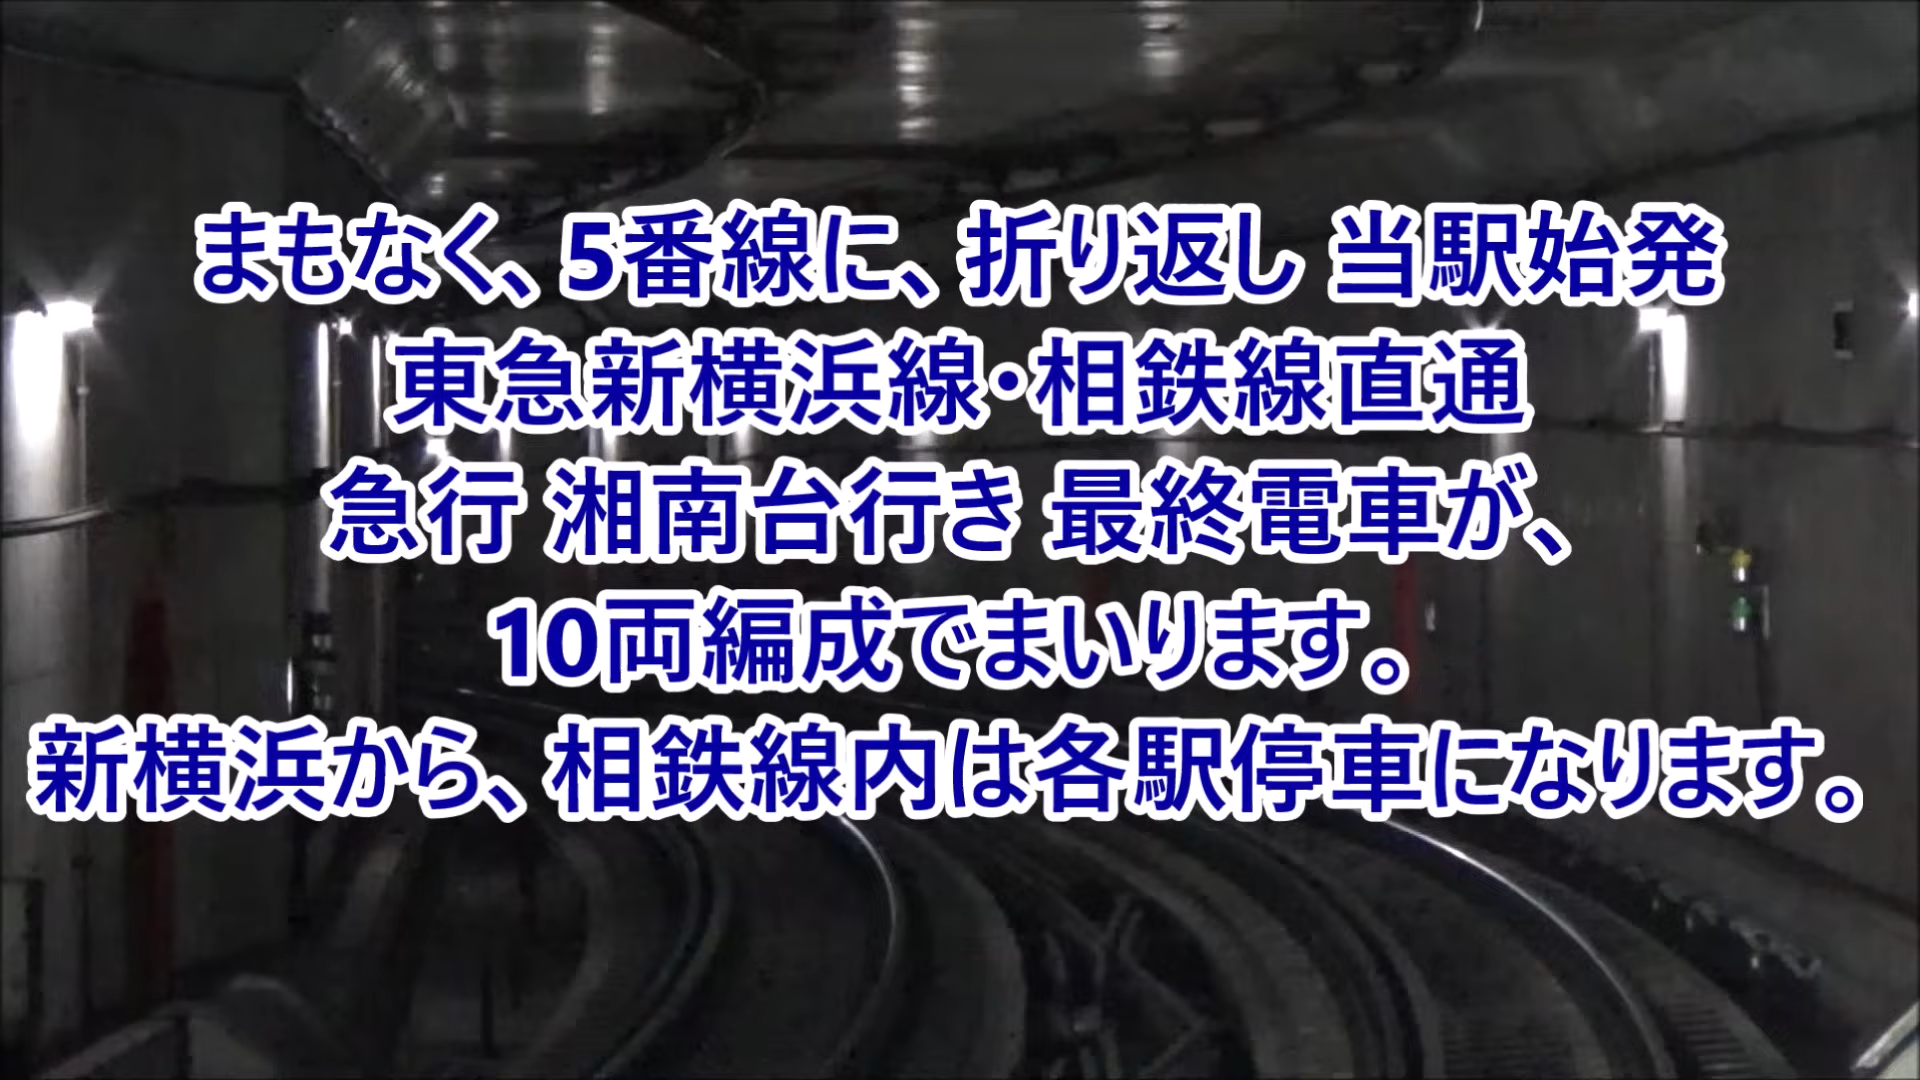 まもなく、5番線に、折り返し 当駅始発
東急新横浜線・相鉄線直通
急行 湘南台行き 最終電車が、
10両編成でまいります。
新横浜から、相鉄線内は各駅停車になります。